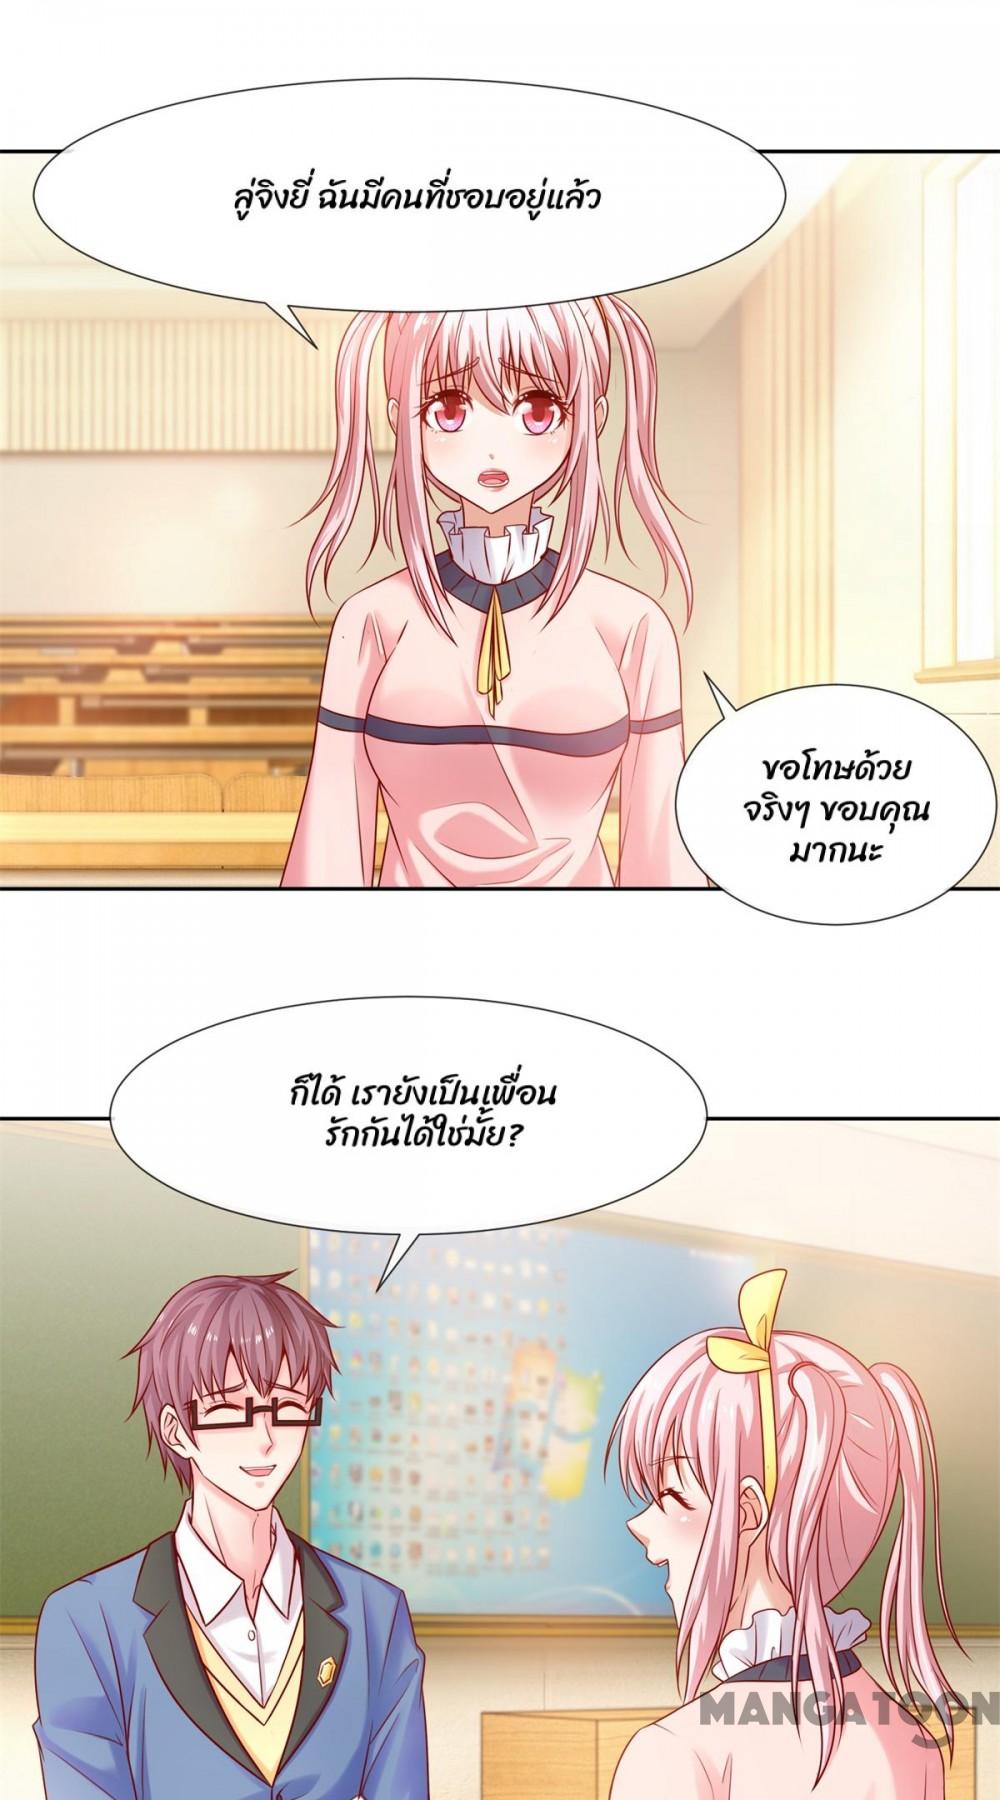 ลู่จิงยี่ ฉันมีคนที่ชอบอยู่แล้ว
ขอโทษด้วย
จริงๆ ขอบคุณ
มากนะ
ก็ได้ เรายังเป็นเพื่อน
รักกันได้ใช่มั้ย?
MANGATOON